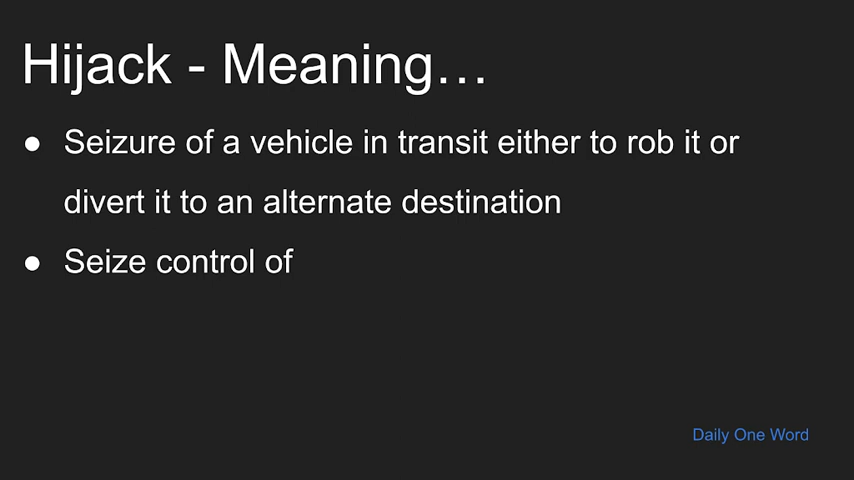 Hijack - Meaning…
● Seizure of a vehicle in transit either to rob it or
divert it to an alternate destination
● Seize control of
Daily One Word